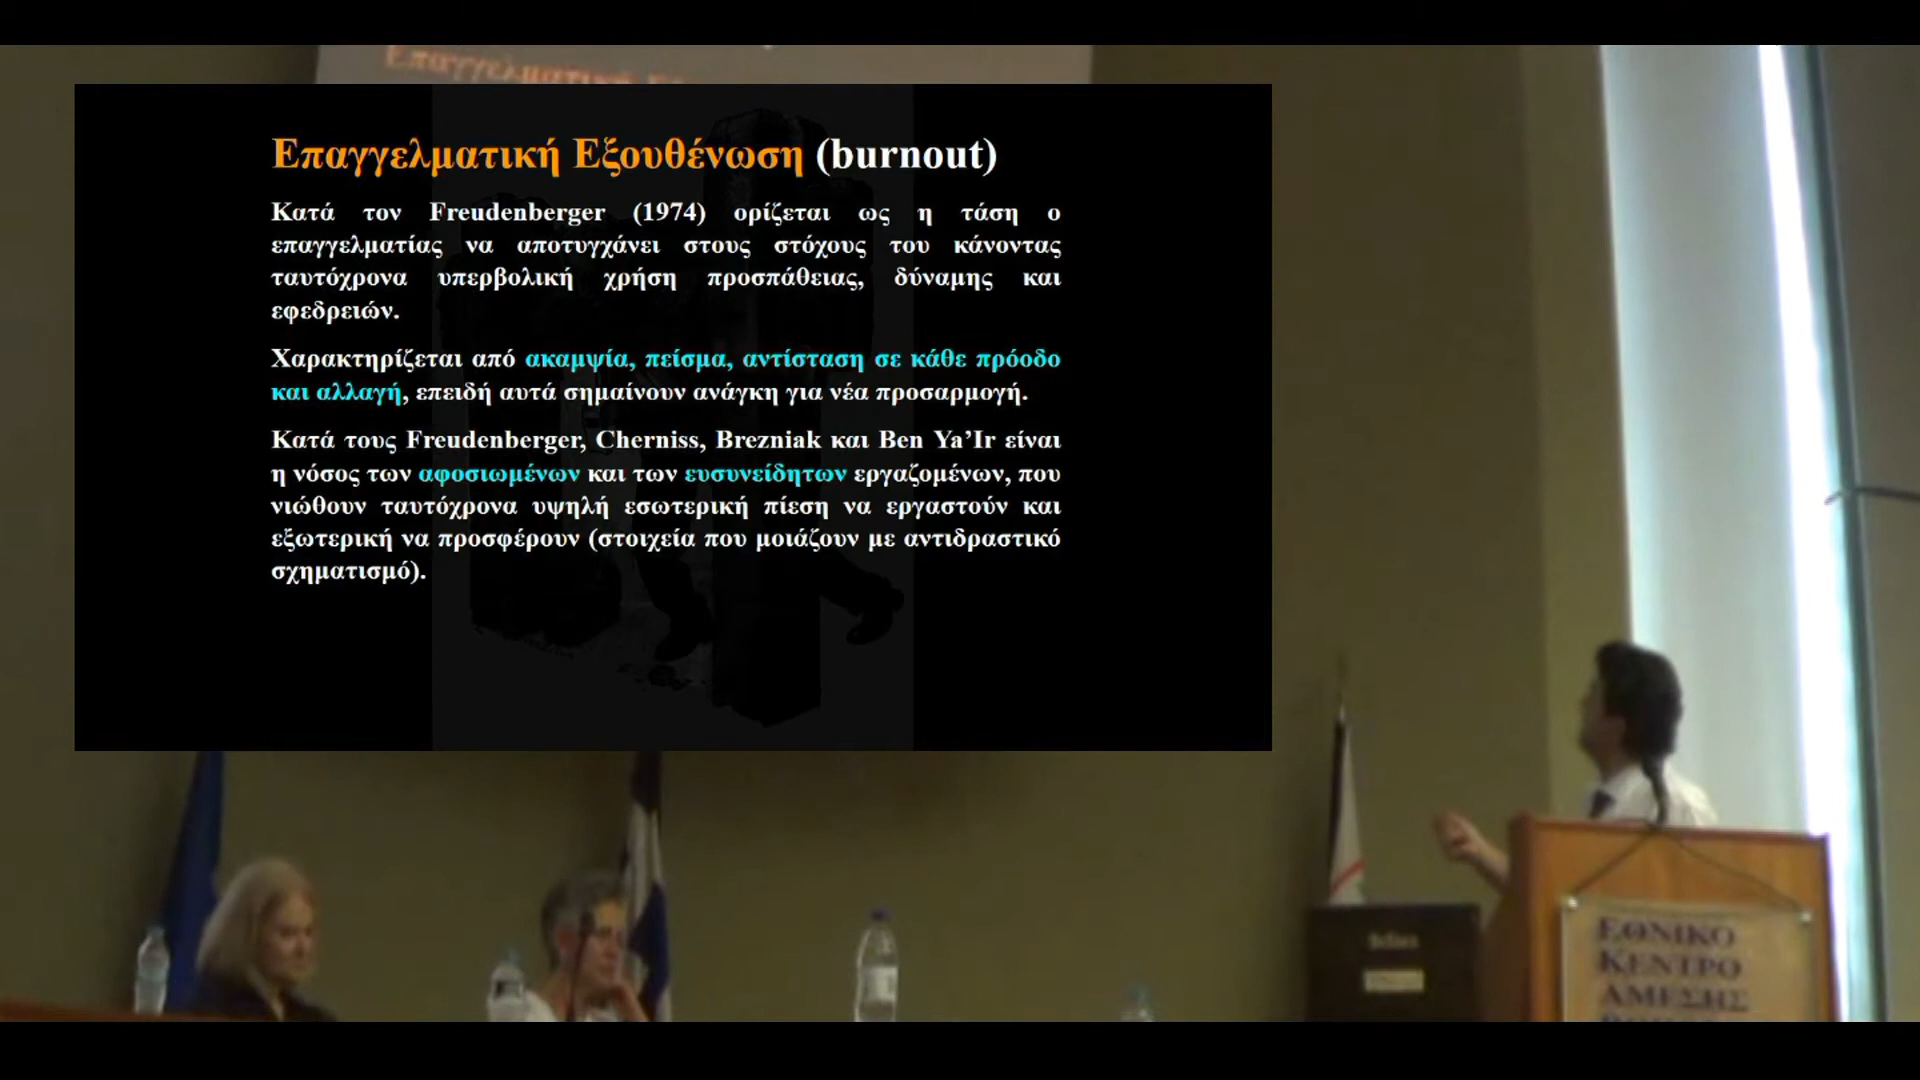 Επαγγελματική
Επαγγελματική Εξουθένωση (burnout)
Κατά τον Freudenberger (1974) ορίζεται ως η τάση ο
επαγγελματίας να αποτυγχάνει στους στόχους του κάνοντας
ταυτόχρονα υπερβολική χρήση προσπάθειας, δύναμης και
εφεδρειών.
Χαρακτηρίζεται από ακαμψία, πείσμα, αντίσταση σε κάθε πρόοδο
και αλλαγή, επειδή αυτά σημαίνουν ανάγκη για νέα προσαρμογή.
Κατά τους Freudenberger, Cherniss, Brezniak και Ben Ya’Ir είναι
η νόσος των αφοσιωμένων και των ευσυνείδητων εργαζομένων, που
νιώθουν ταυτόχρονα υψηλή εσωτερική πίεση να εργαστούν και
εξωτερική να προσφέρουν (στοιχεία που μοιάζουν με αντιδραστικό
σχηματισμό).
ΕΘΝΙΚΟ
ΚΕΝΤΡΟ
ΑΜΕΣΗΣ